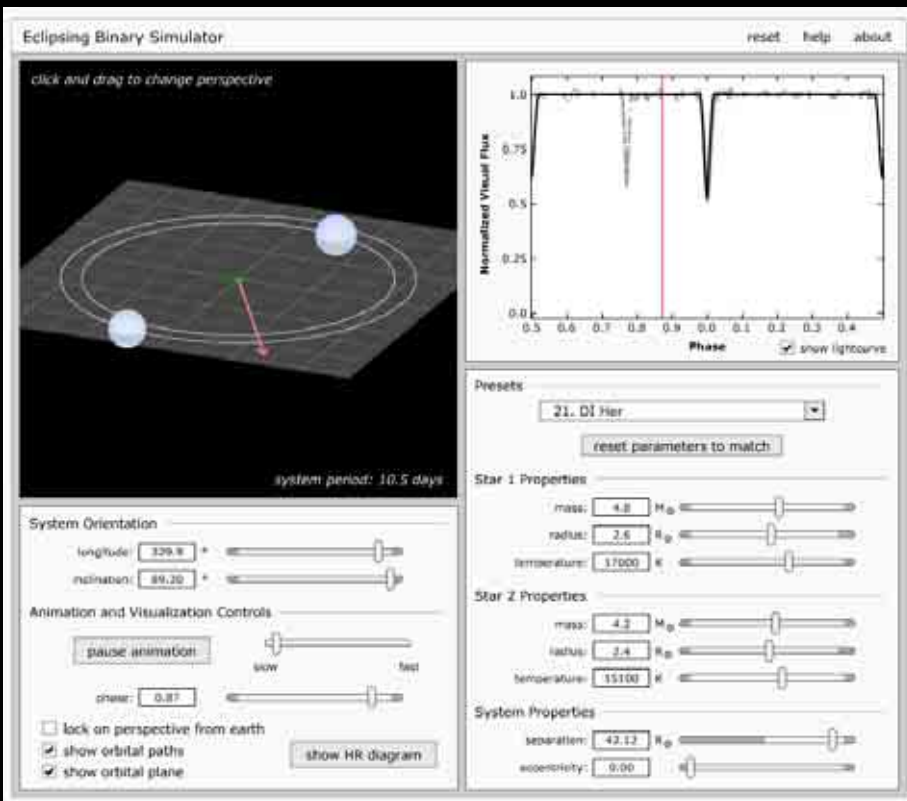 Eclipsing Binary Simulator
reset help about
click and drag to change perspective
system period: 10.5 days
Normalized Visual Flux
1.0
0.75
0.5
0.25
0.0
0.5 0.6 0.7 0.8 0.9 0.0 0.1 0.2 0.3 0.4
Phase
show lightcurve
System Orientation
longitude: 329.9 °
inclination: 89.20 °
Animation and Visualization Controls
pause animation
slow fast
phase: 0.87
lock on perspective from earth
show orbital paths
show orbital plane
show HR diagram
Presets
21. DI Her
reset parameters to match
Star 1 Properties
mass: 4.8 M⊙
radius: 2.6 R⊙
temperature: 17000 K
Star 2 Properties
mass: 4.2 M⊙
radius: 2.4 R⊙
temperature: 15100 K
System Properties
separation: 42.12 R⊙
eccentricity: 0.00